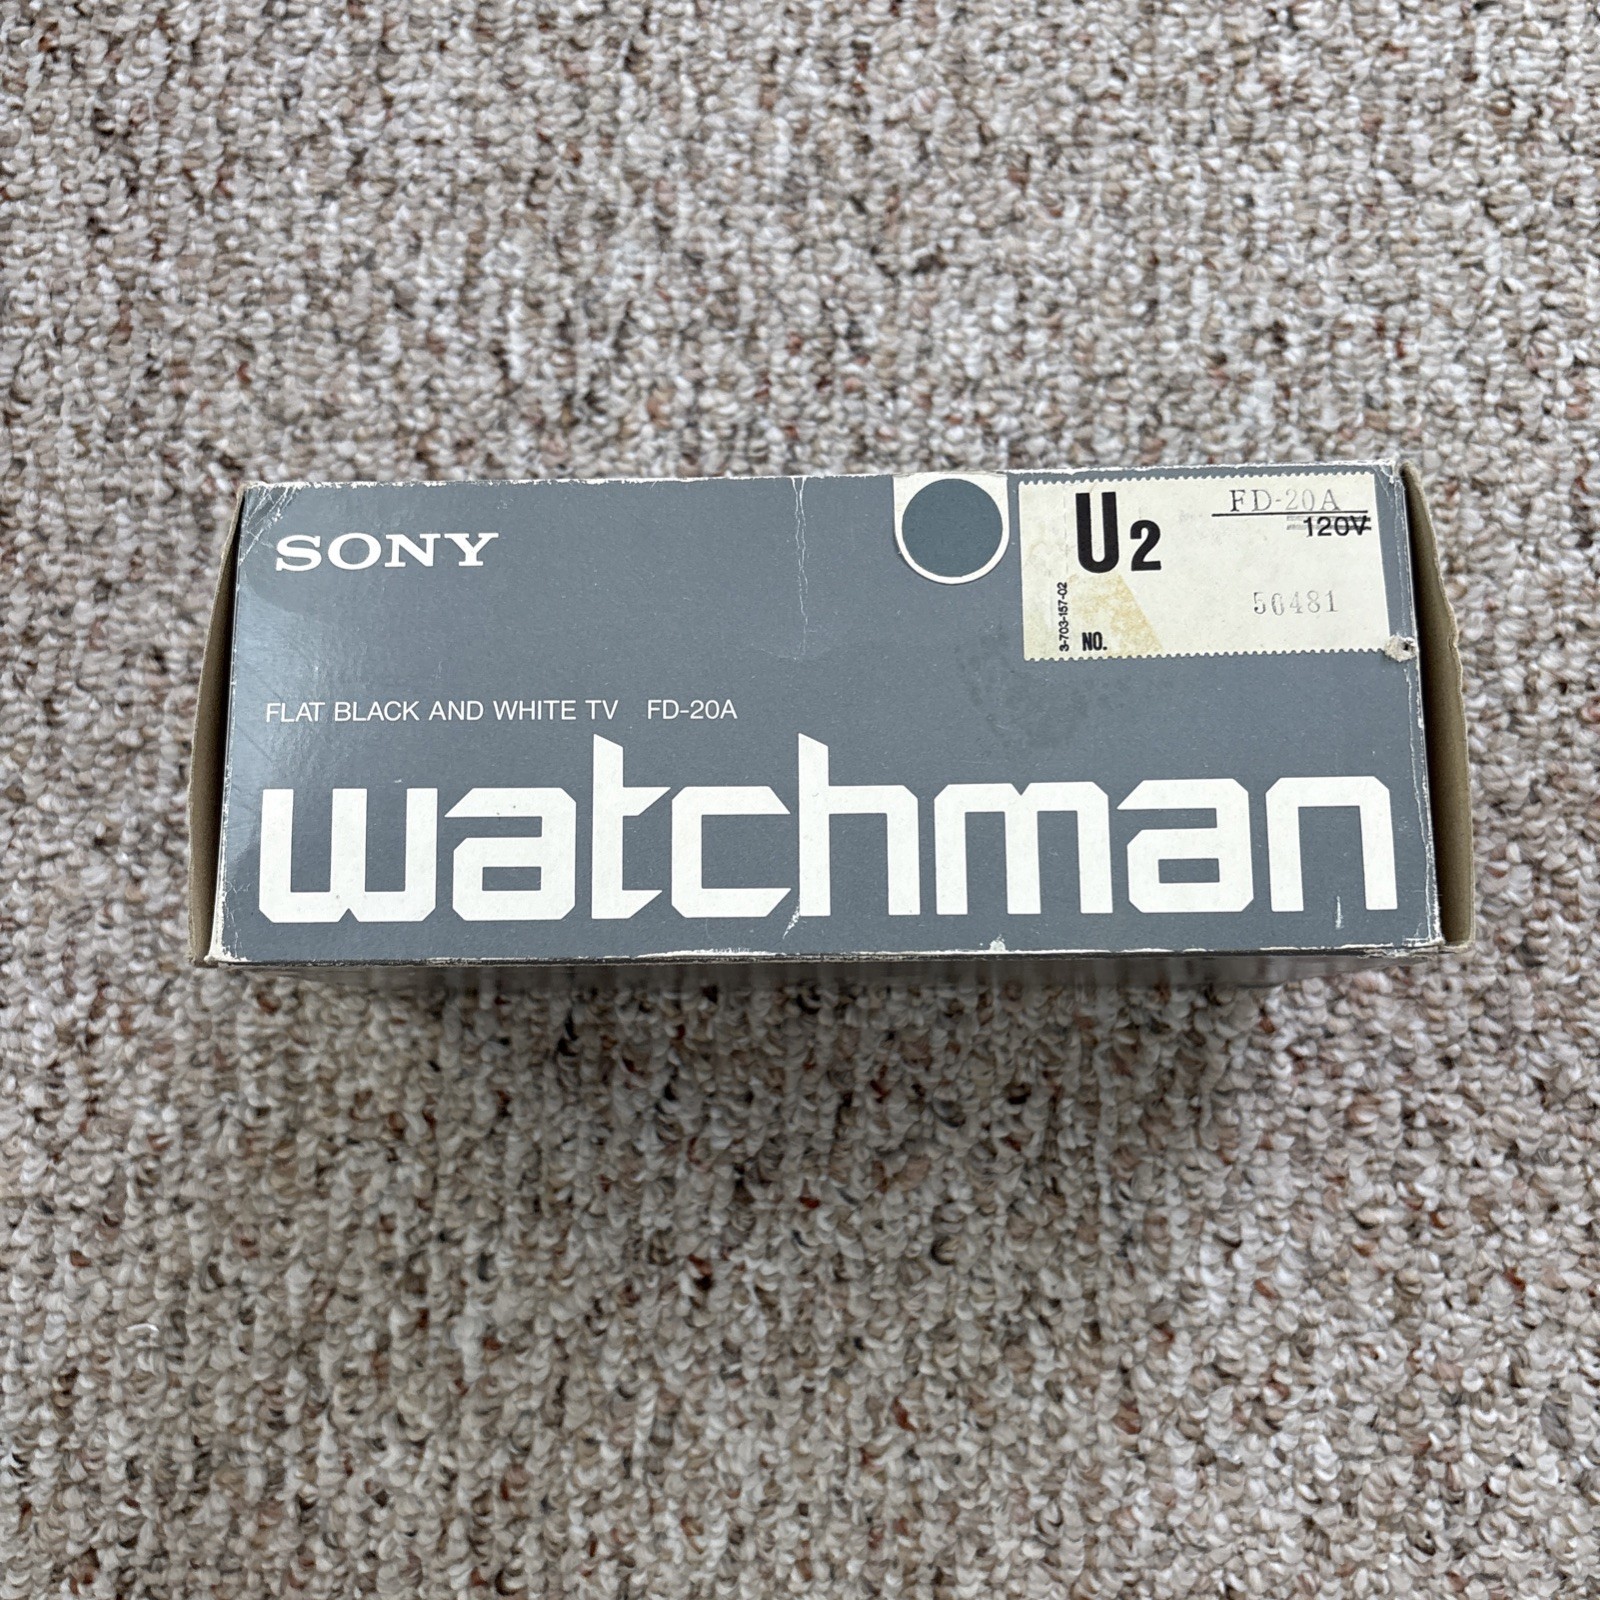 SONY
U2
FD-20A
120V
50481
3-703-157-02
NO.
FLAT BLACK AND WHITE TV FD-20A
watchman